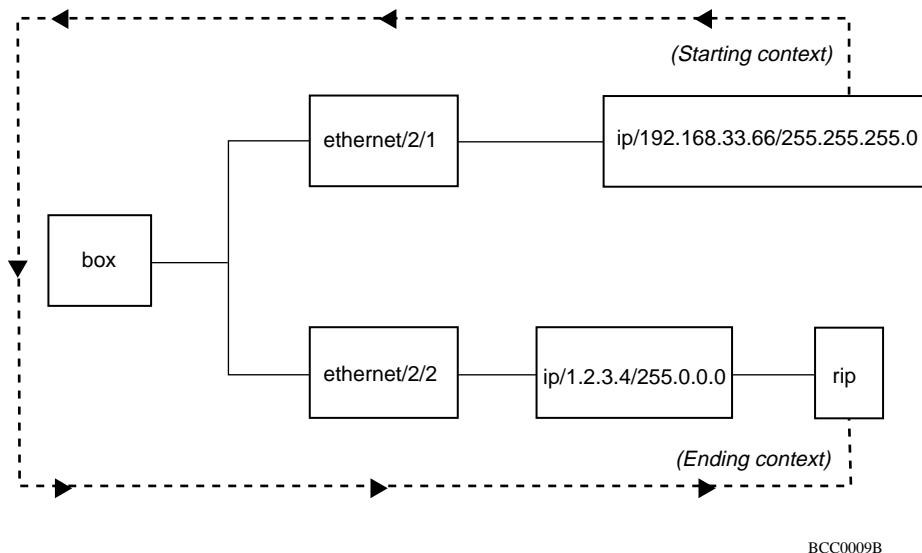 (Starting context)
ethernet/2/1
ip/192.168.33.66/255.255.255.0
box
ethernet/2/2
ip/1.2.3.4/255.0.0.0
rip
(Ending context)
BCC0009B